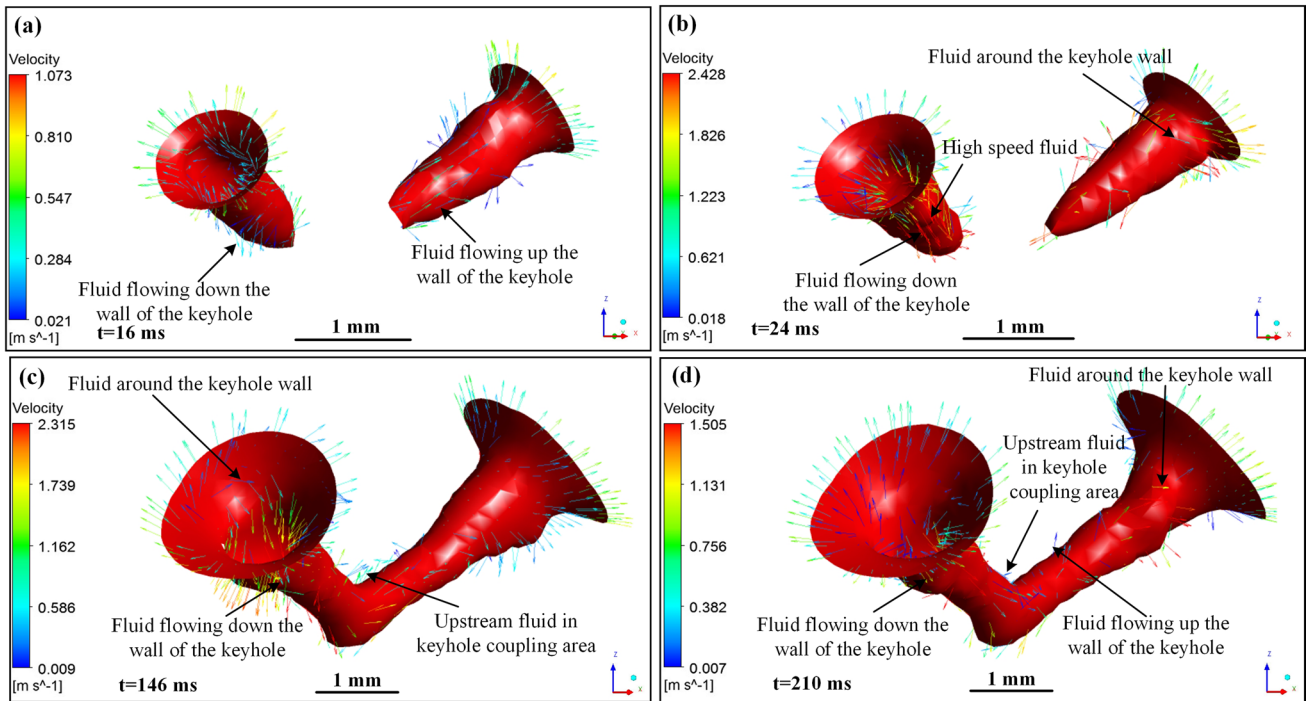 (a)
Velocity
1.073
0.810
0.547
0.284
0.021
[m s^-1]
Fluid flowing up the
wall of the keyhole
Fluid flowing down the
wall of the keyhole
t=16 ms
1 mm
z
x
(b)
Velocity
2.428
1.826
1.223
0.621
0.018
[m s^-1]
Fluid around the keyhole wall
High speed fluid
Fluid flowing down
the wall of the keyhole
t=24 ms
1 mm
z
x
(c)
Velocity
2.315
1.739
1.162
0.586
0.009
[m s^-1]
Fluid around the keyhole wall
Fluid flowing down the
wall of the keyhole
Upstream fluid in
keyhole coupling area
t=146 ms
1 mm
z
x
(d)
Velocity
1.505
1.131
0.756
0.382
0.007
[m s^-1]
Fluid around the keyhole wall
Upstream fluid
in keyhole
coupling area
Fluid flowing down the
wall of the keyhole
Fluid flowing up the
wall of the keyhole
t=210 ms
1 mm
z
x